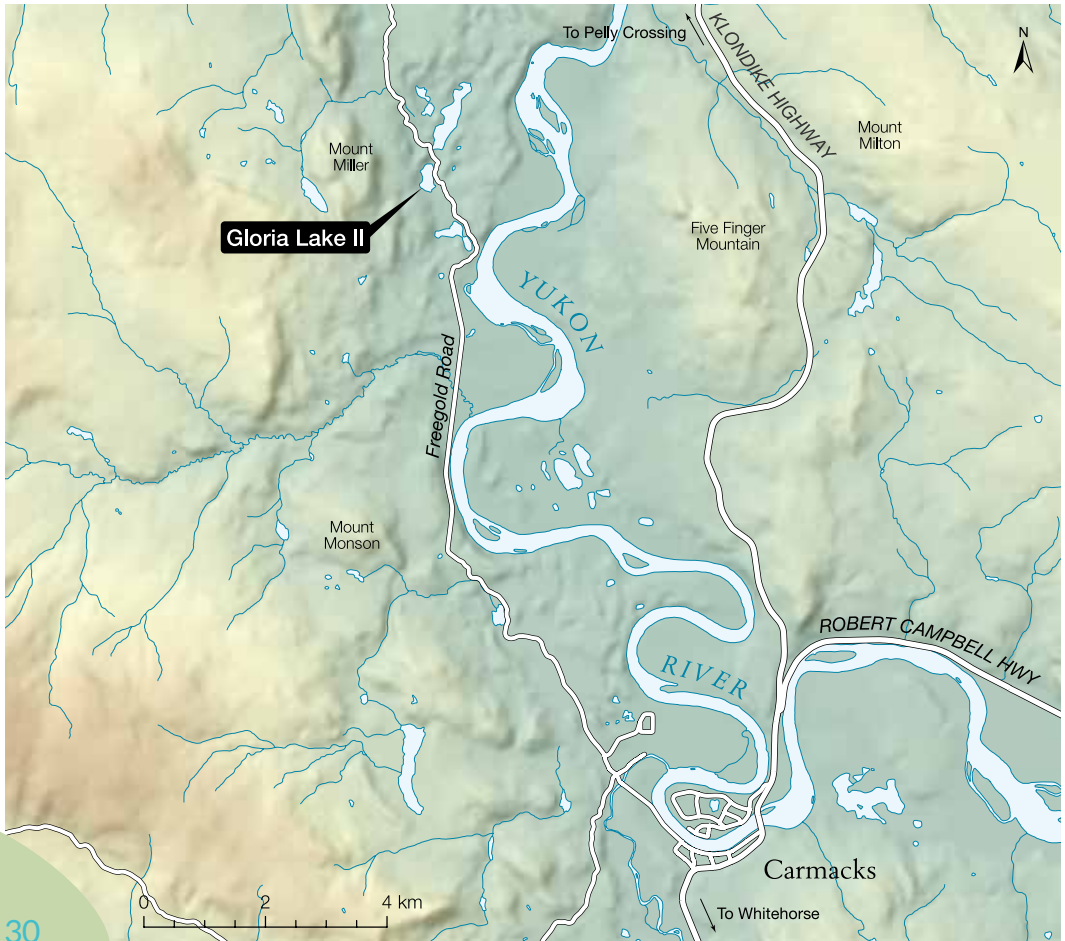 To Pelly Crossing
KLONDIKE HIGHWAY
N
Mount
Miller
Mount
Milton
Gloria Lake II
Five Finger
Mountain
YUKON
Freegold Road
Mount
Monson
ROBERT CAMPBELL HWY
RIVER
Carmacks
0 2 4 km
To Whitehorse
30